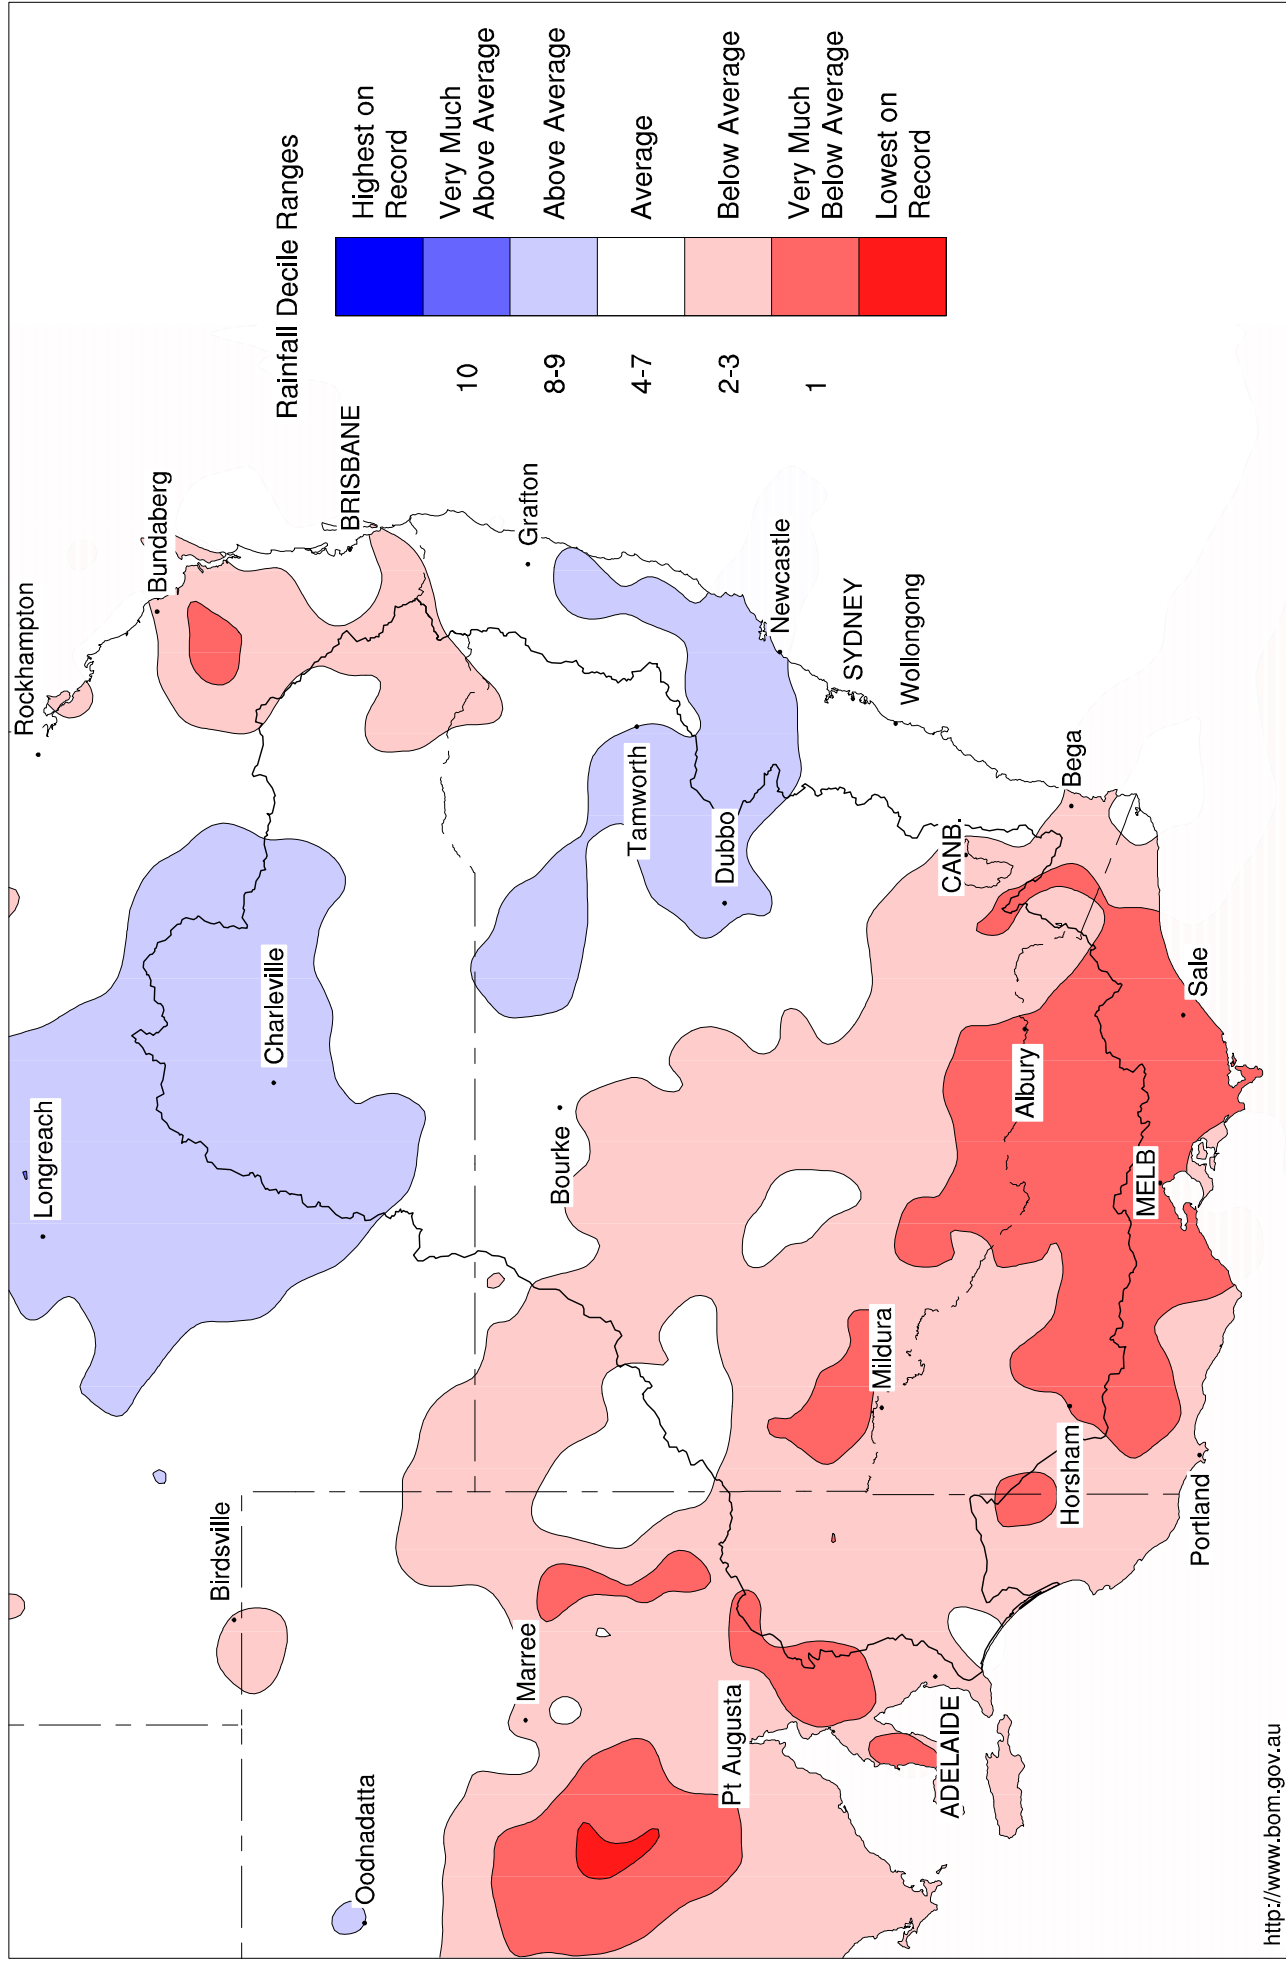 Rainfall Decile Ranges
Highest on
Record
10
Very Much
Above Average
8-9
Above Average
4-7
Average
2-3
Below Average
1
Very Much
Below Average
Lowest on
Record
Rockhampton
Longreach
Bundaberg
Birdsville
Charleville
BRISBANE
Oodnadatta
Grafton
Marree
Bourke
Tamworth
Dubbo
Pt Augusta
Newcastle
SYDNEY
Mildura
Wollongong
ADELAIDE
CANB.
Albury
Bega
Horsham
MELB
Sale
Portland
http://www.bom.gov.au